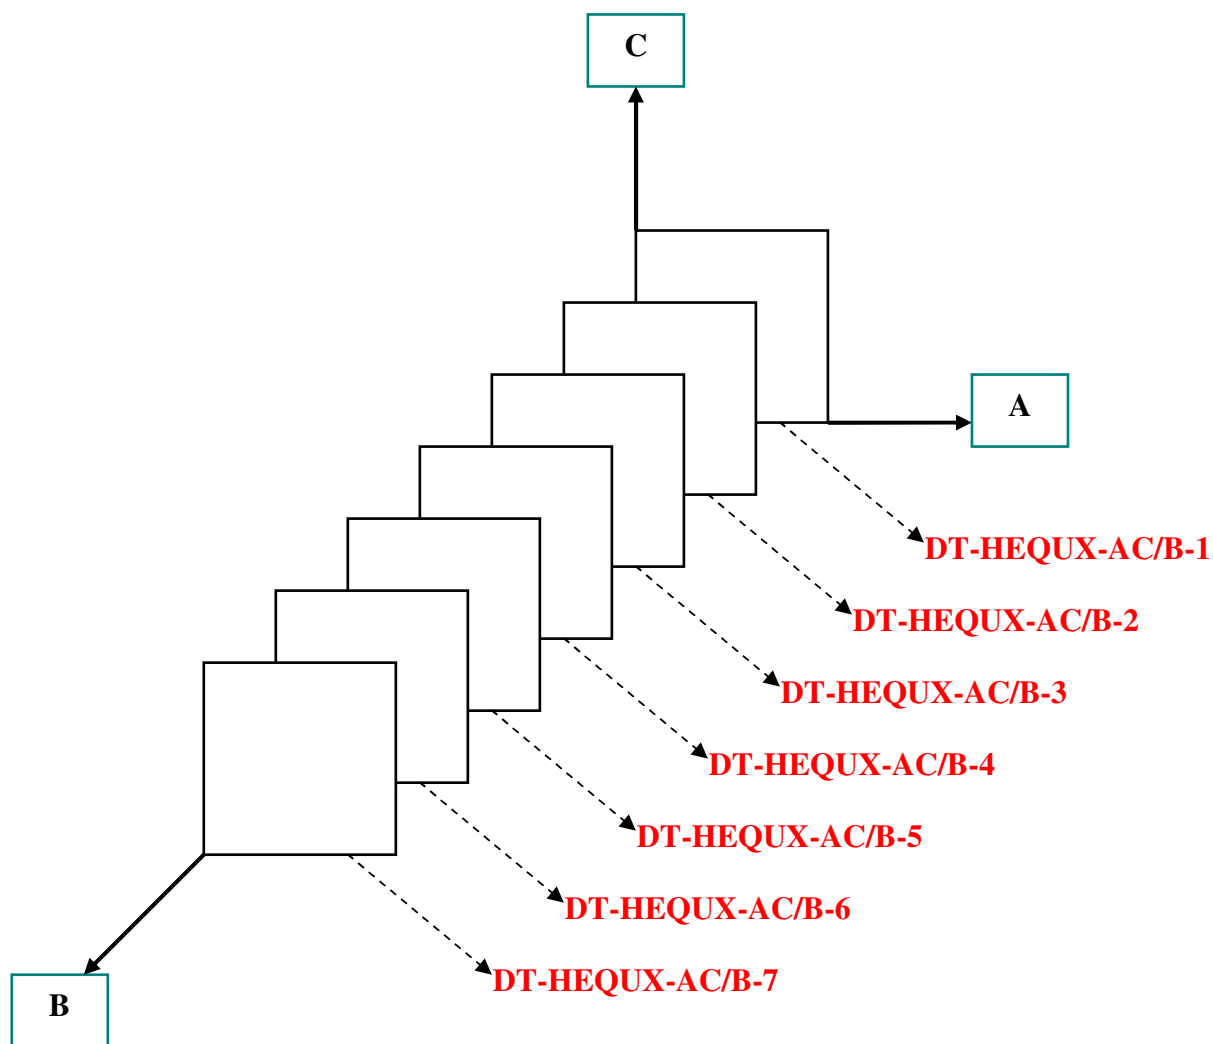 C
A
DT-HEQUX-AC/B-1
DT-HEQUX-AC/B-2
DT-HEQUX-AC/B-3
DT-HEQUX-AC/B-4
DT-HEQUX-AC/B-5
DT-HEQUX-AC/B-6
DT-HEQUX-AC/B-7
B